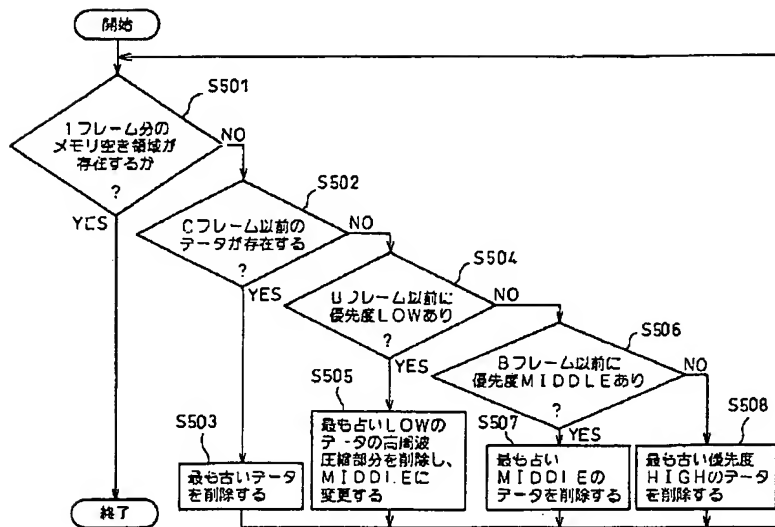 開始
S501
1フレーム分の
メモリ空き領域が
存在するか
?
NO
YES
S502
Cフレーム以前の
データが存在する
?
NO
YES
S504
Bフレーム以前に
優先度LOWあり
?
NO
YES
S506
Bフレーム以前に
優先度MIDDLEあり
?
NO
YES
S503
最も古いデータ
を削除する
S505
最も古いLOWの
データの高周波
圧縮部分を削除し、
MIDDLEに
変更する
S507
最も古い
MIDDLEの
データを削除する
S508
最も古い優先度
HIGHのデータ
を削除する
終了